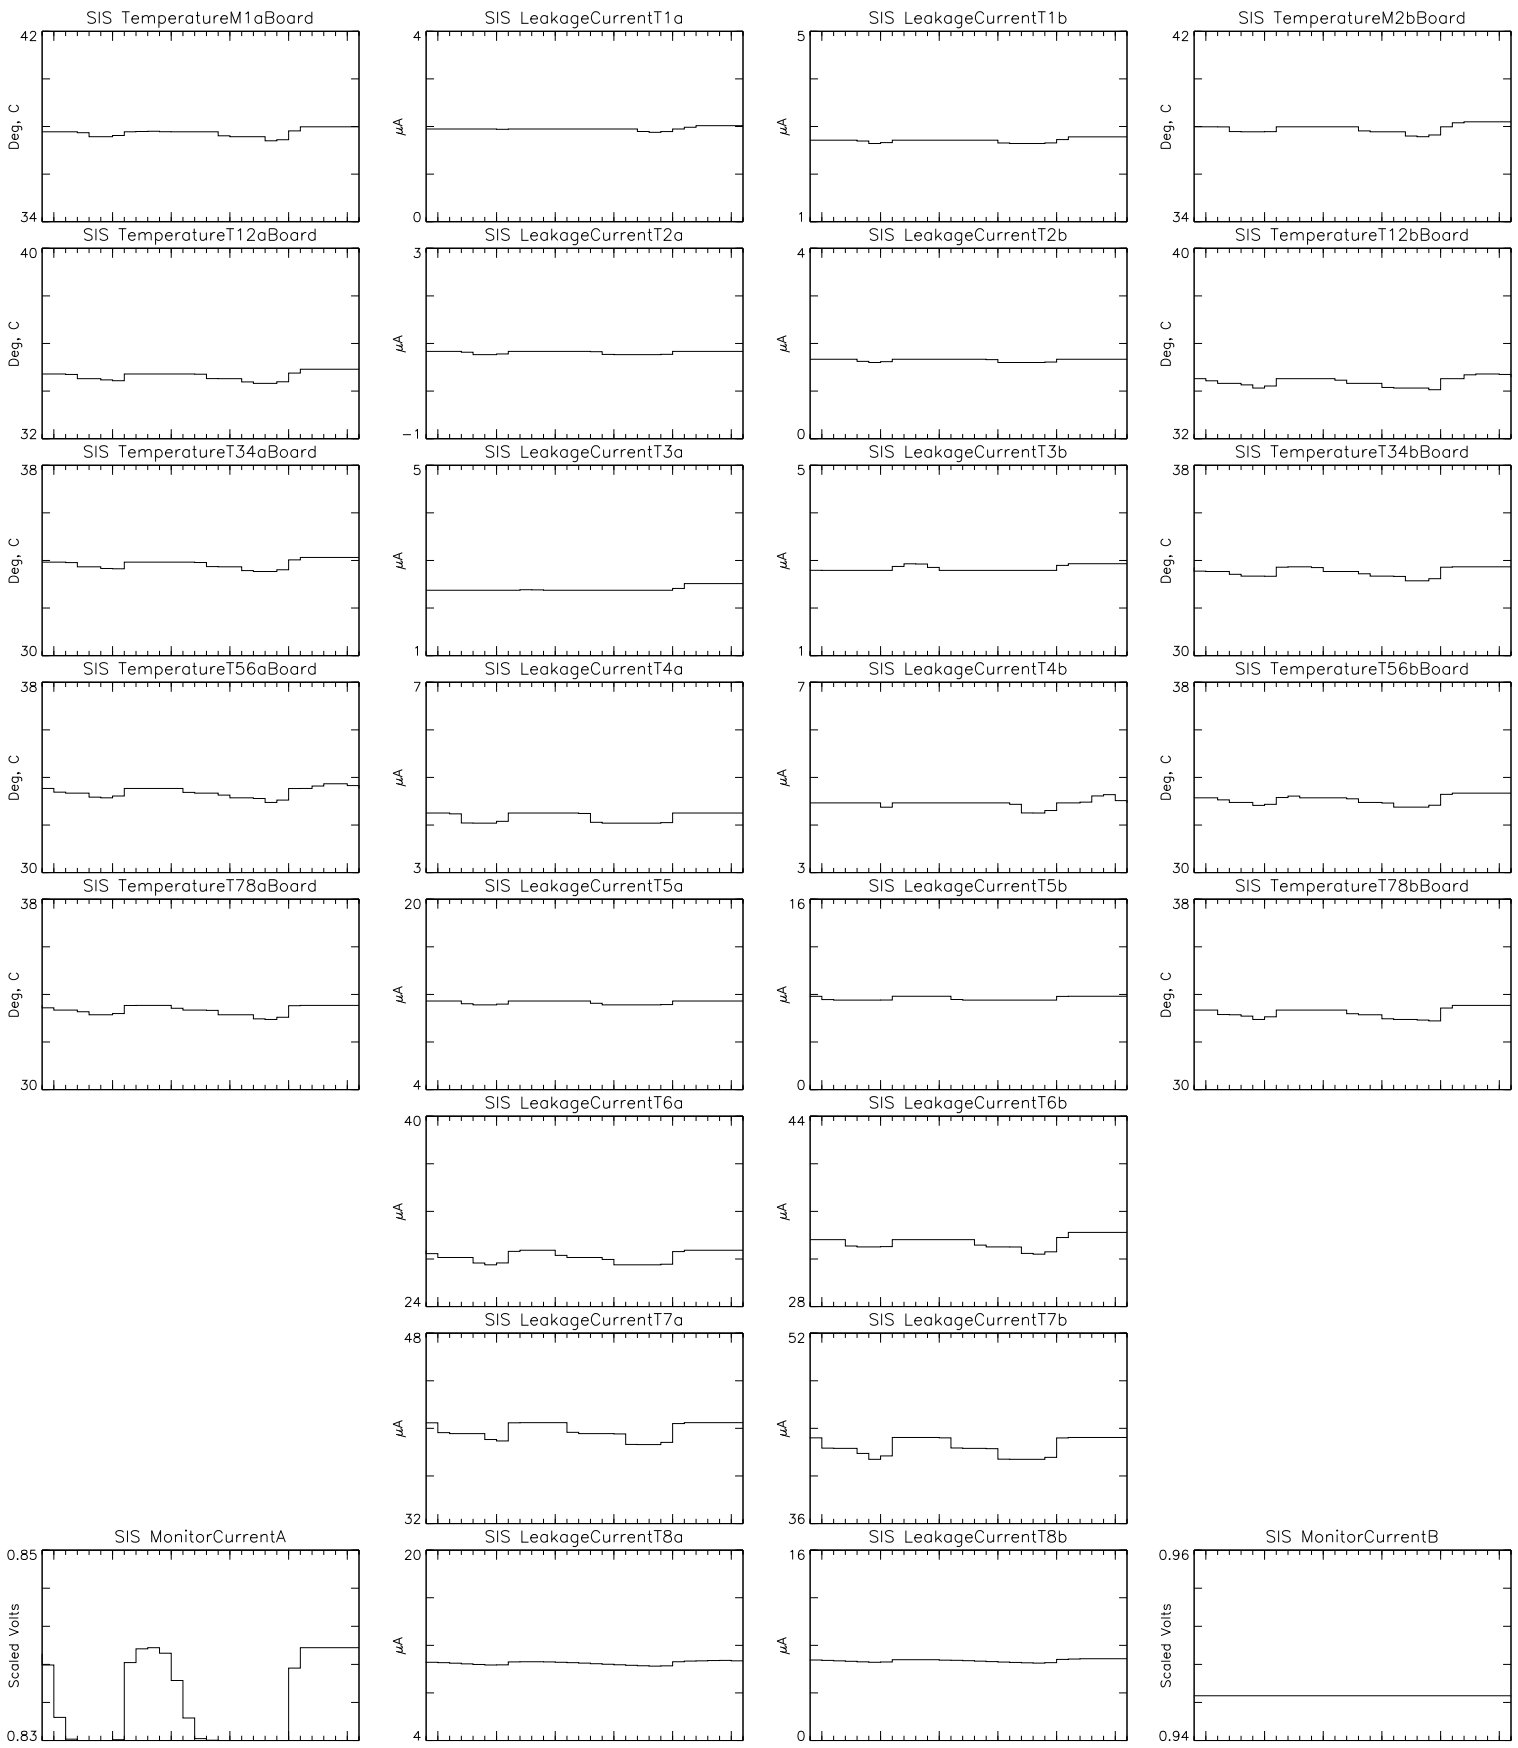 SIS TemperatureM1aBoard
42
Deg, C
34
SIS LeakageCurrentT1a
4
μA
0
SIS LeakageCurrentT1b
5
μA
1
SIS TemperatureM2bBoard
42
Deg, C
34
SIS TemperatureT12aBoard
40
Deg, C
32
SIS LeakageCurrentT2a
3
μA
−1
SIS LeakageCurrentT2b
4
μA
0
SIS TemperatureT12bBoard
40
Deg, C
32
SIS TemperatureT34aBoard
38
Deg, C
30
SIS LeakageCurrentT3a
5
μA
1
SIS LeakageCurrentT3b
5
μA
1
SIS TemperatureT34bBoard
38
Deg, C
30
SIS TemperatureT56aBoard
38
Deg, C
30
SIS LeakageCurrentT4a
7
μA
3
SIS LeakageCurrentT4b
7
μA
3
SIS TemperatureT56bBoard
38
Deg, C
30
SIS TemperatureT78aBoard
38
Deg, C
30
SIS LeakageCurrentT5a
20
μA
4
SIS LeakageCurrentT5b
16
μA
0
SIS TemperatureT78bBoard
38
Deg, C
30
SIS LeakageCurrentT6a
40
μA
24
SIS LeakageCurrentT6b
44
μA
28
SIS LeakageCurrentT7a
48
μA
32
SIS LeakageCurrentT7b
52
μA
36
SIS MonitorCurrentA
0.85
Scaled Volts
0.83
SIS LeakageCurrentT8a
20
μA
4
SIS LeakageCurrentT8b
16
μA
0
SIS MonitorCurrentB
0.96
Scaled Volts
0.94